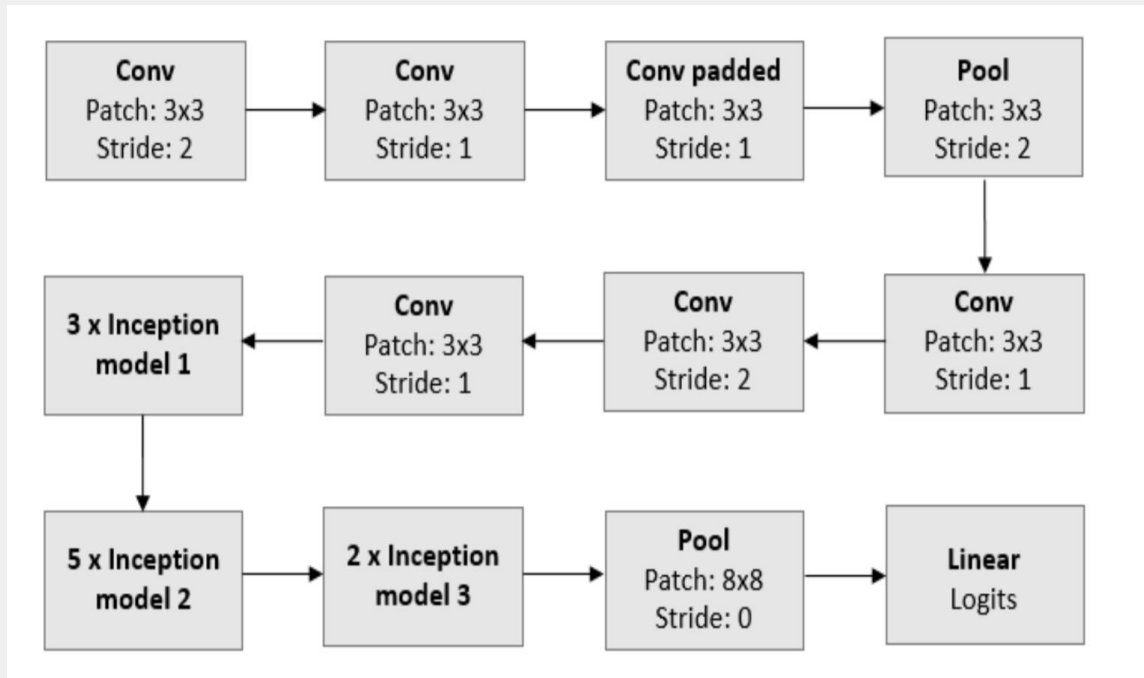 Conv
Patch: 3x3
Stride: 2
Conv
Patch: 3x3
Stride: 1
Conv padded
Patch: 3x3
Stride: 1
Pool
Patch: 3x3
Stride: 2
Conv
Patch: 3x3
Stride: 1
Conv
Patch: 3x3
Stride: 2
Conv
Patch: 3x3
Stride: 1
3 x Inception
model 1
5 x Inception
model 2
2 x Inception
model 3
Pool
Patch: 8x8
Stride: 0
Linear
Logits